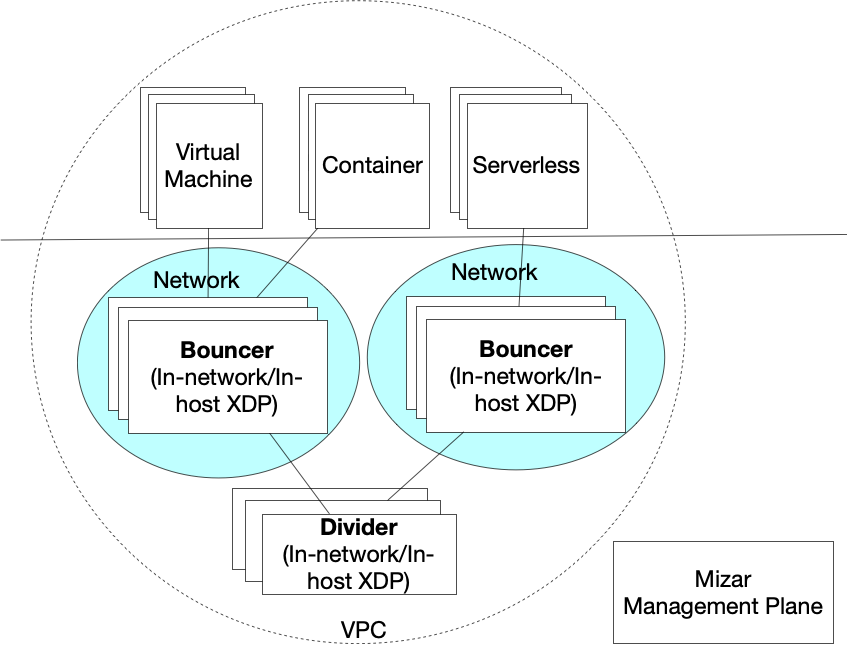 Virtual
Machine
Container
Serverless
Network
Network
Bouncer
(In-network/In-
host XDP)
Bouncer
(In-network/In-
host XDP)
Divider
(In-network/In-
host XDP)
VPC
Mizar
Management Plane